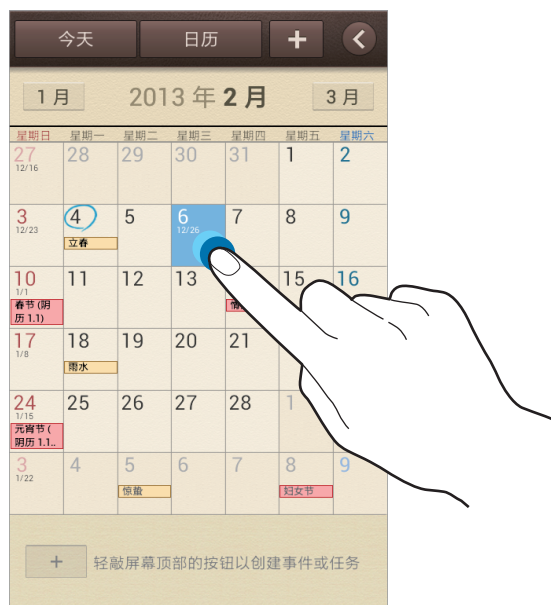 今天 日历 +
1 月 2013 年 2 月 3 月
星期日 星期一 星期二 星期三 星期四 星期五 星期六
27 28 29 30 31 1 2
12/16
3 4 5 6 7 8 9
12/23 12/26
立春
10 11 12 13 15 16
1/1
春节 (阴
历 1.1)
情
17 18 19 20 21
1/8
雨水
24 25 26 27 28 1
1/15
元宵节 (
阴历 1.1..
3 4 5 6 7 8 9
1/22
惊蛰 妇女节
+ 轻敲屏幕顶部的按钮以创建事件或任务